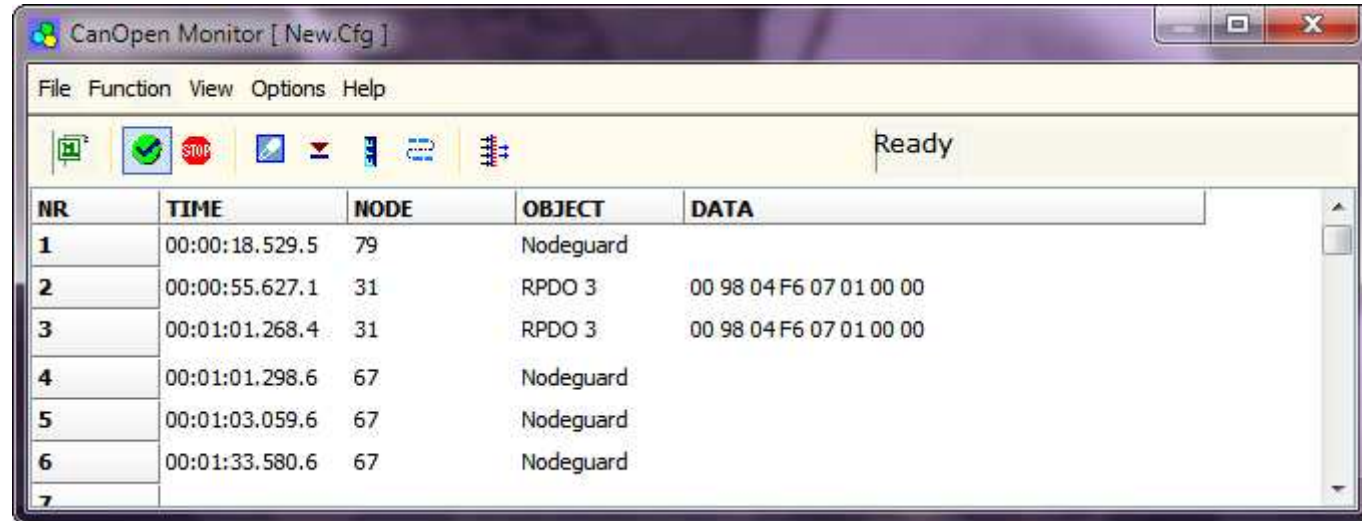 CanOpen Monitor [ New.Cfg ]
File Function View Options Help
STOP Ready
NR TIME NODE OBJECT DATA
1 00:00:18.529.5 79 Nodeguard
2 00:00:55.627.1 31 RPDO 3 00 98 04 F6 07 01 00 00
3 00:01:01.268.4 31 RPDO 3 00 98 04 F6 07 01 00 00
4 00:01:01.298.6 67 Nodeguard
5 00:01:03.059.6 67 Nodeguard
6 00:01:33.580.6 67 Nodeguard
7